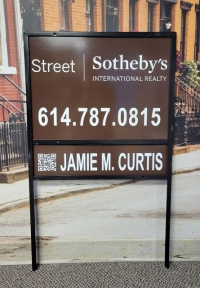 Street | Sotheby's
INTERNATIONAL REALTY
614.787.0815
JAMIE M. CURTIS